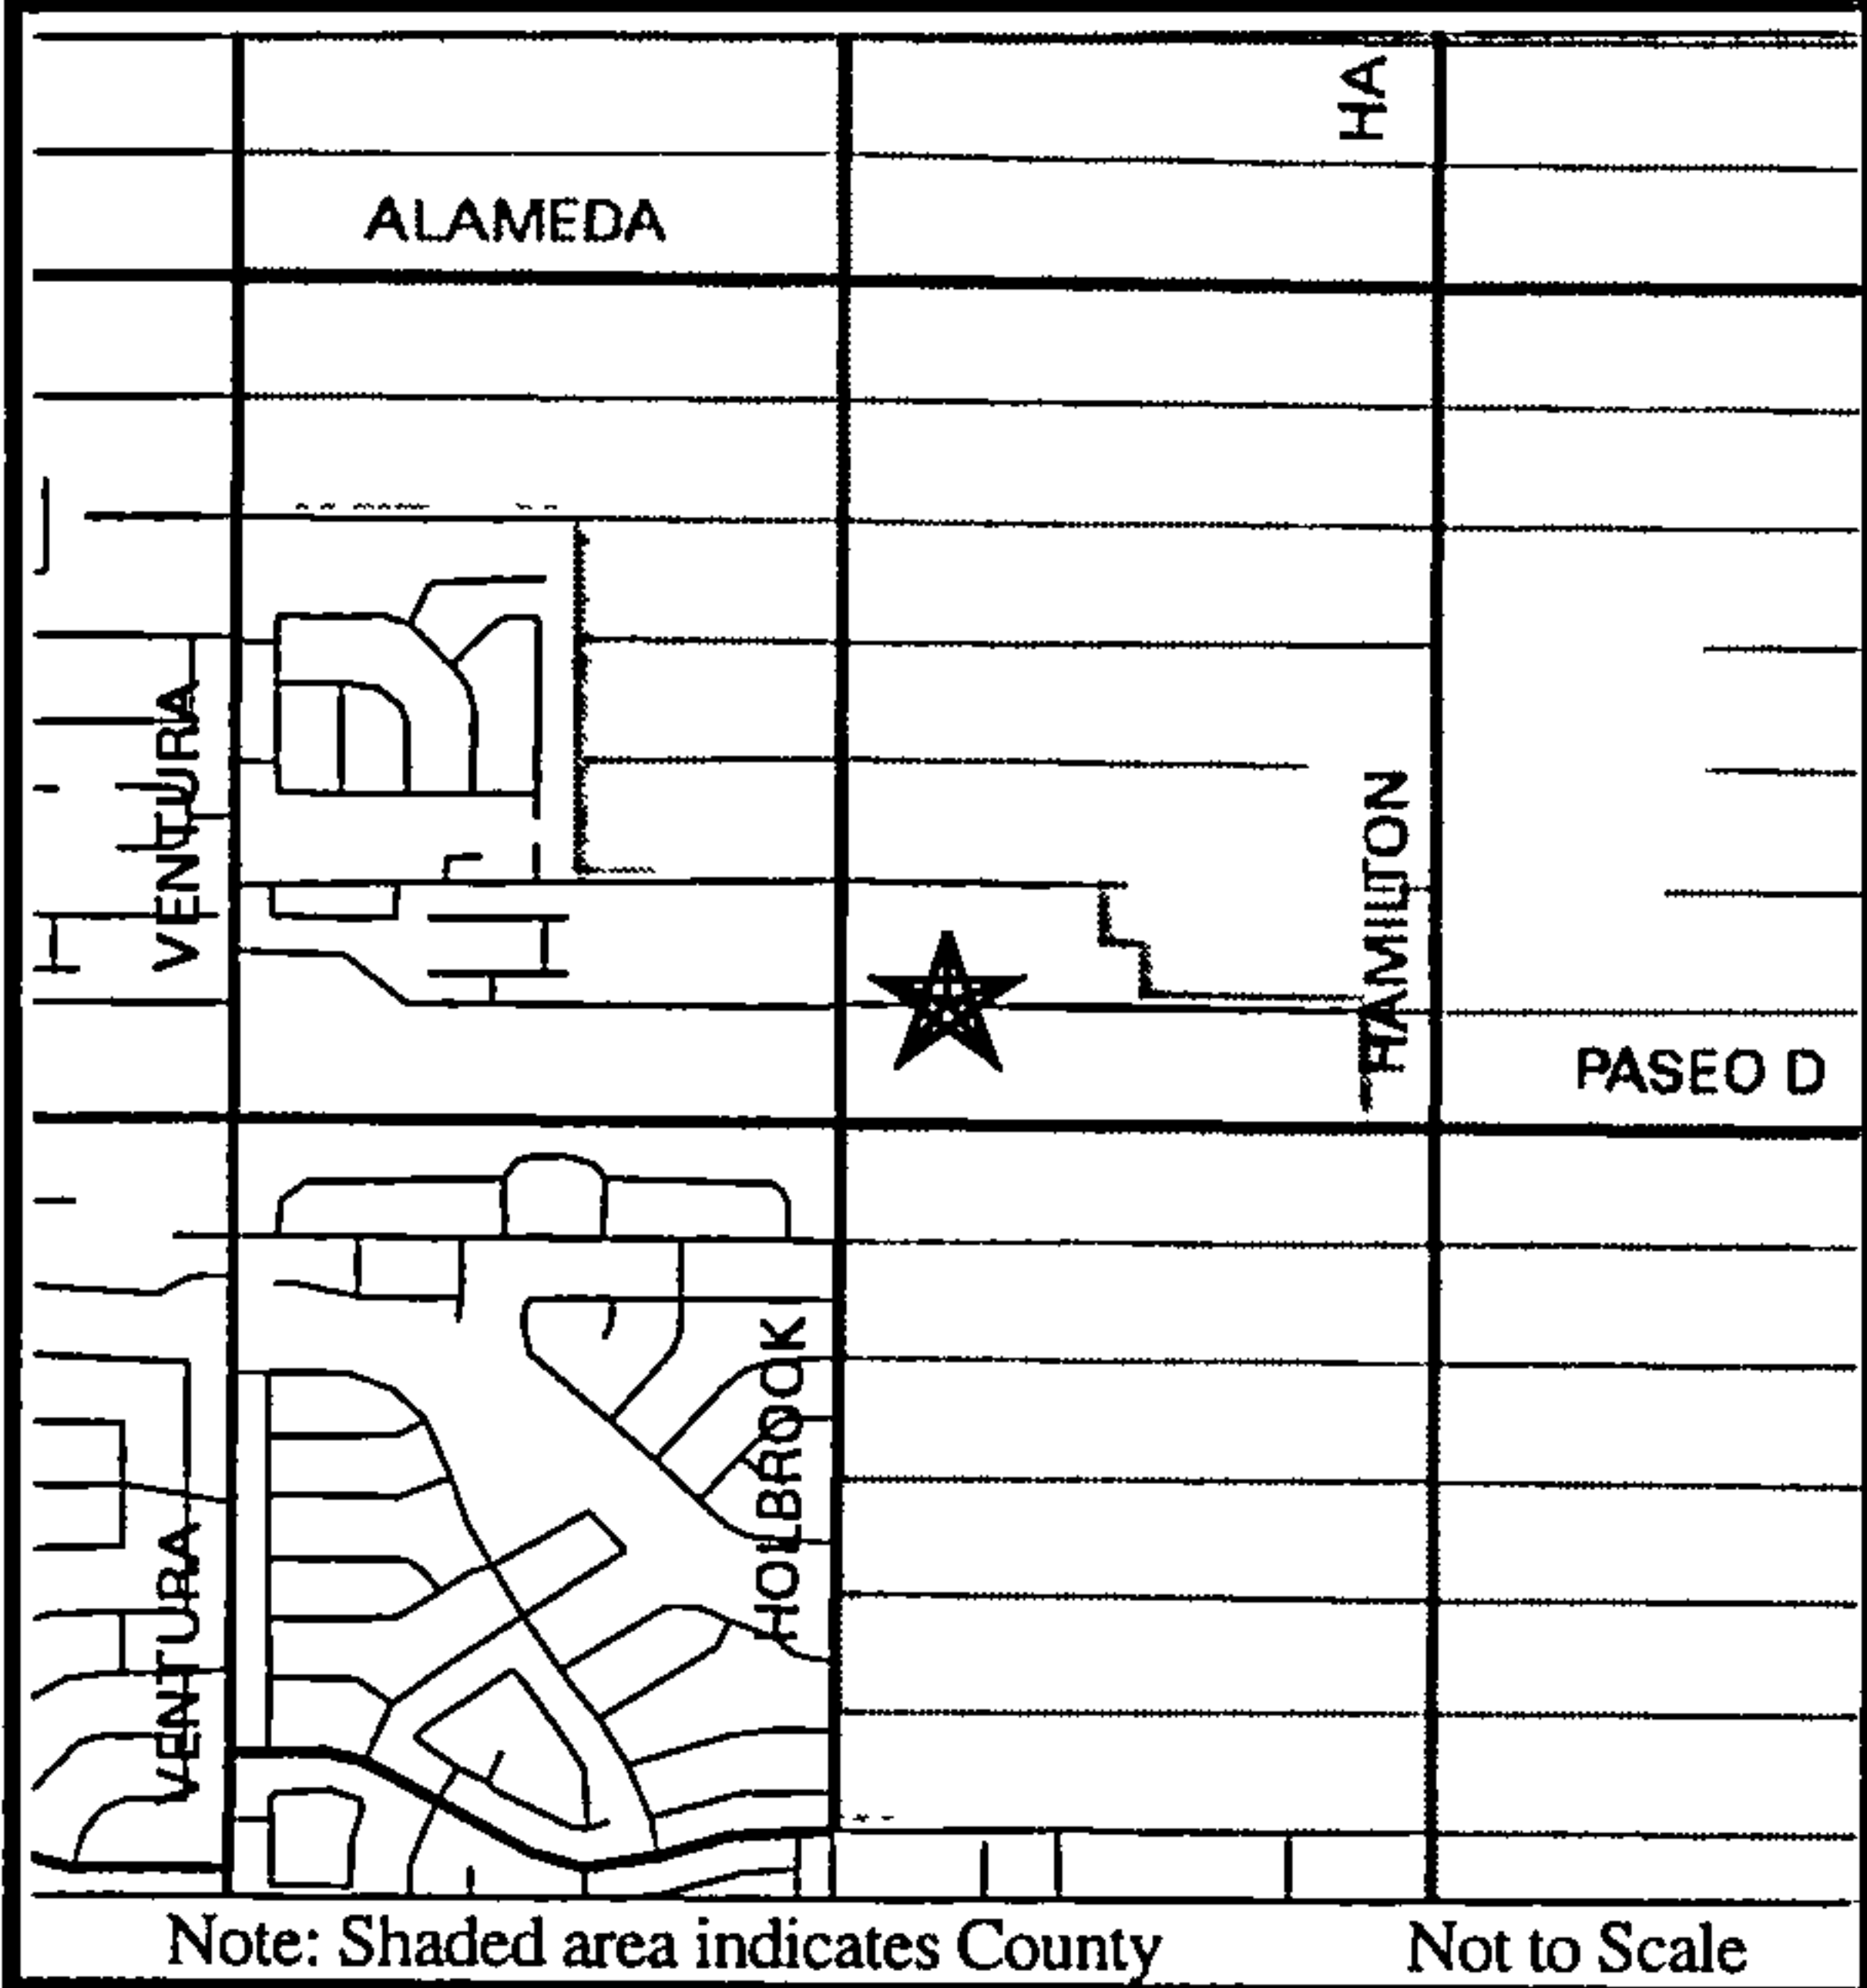 HA
ALAMEDA
VENTURA
HAMILTON
PASEO D
HOLBROOK
VENTURA
Note: Shaded area indicates County
Not to Scale